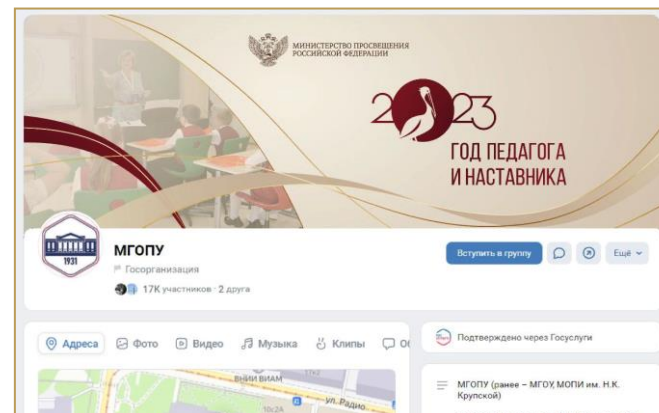 МИНИСТЕРСТВО ПРОСВЕЩЕНИЯ
РОССИЙСКОЙ ФЕДЕРАЦИИ
2023
ГОД ПЕДАГОГА
И НАСТАВНИКА
1931
МГОПУ
Госорганизация
17K участников · 2 друга
Вступить в группу
Ещё
Адреса Фото Видео Музыка Клипы
Подтверждено через Госуслуги
МГОПУ (ранее – МГОУ, МОПИ им. Н.К.
Крупской)
ВНИИ ВИАМ
ул. Радио
10с2А